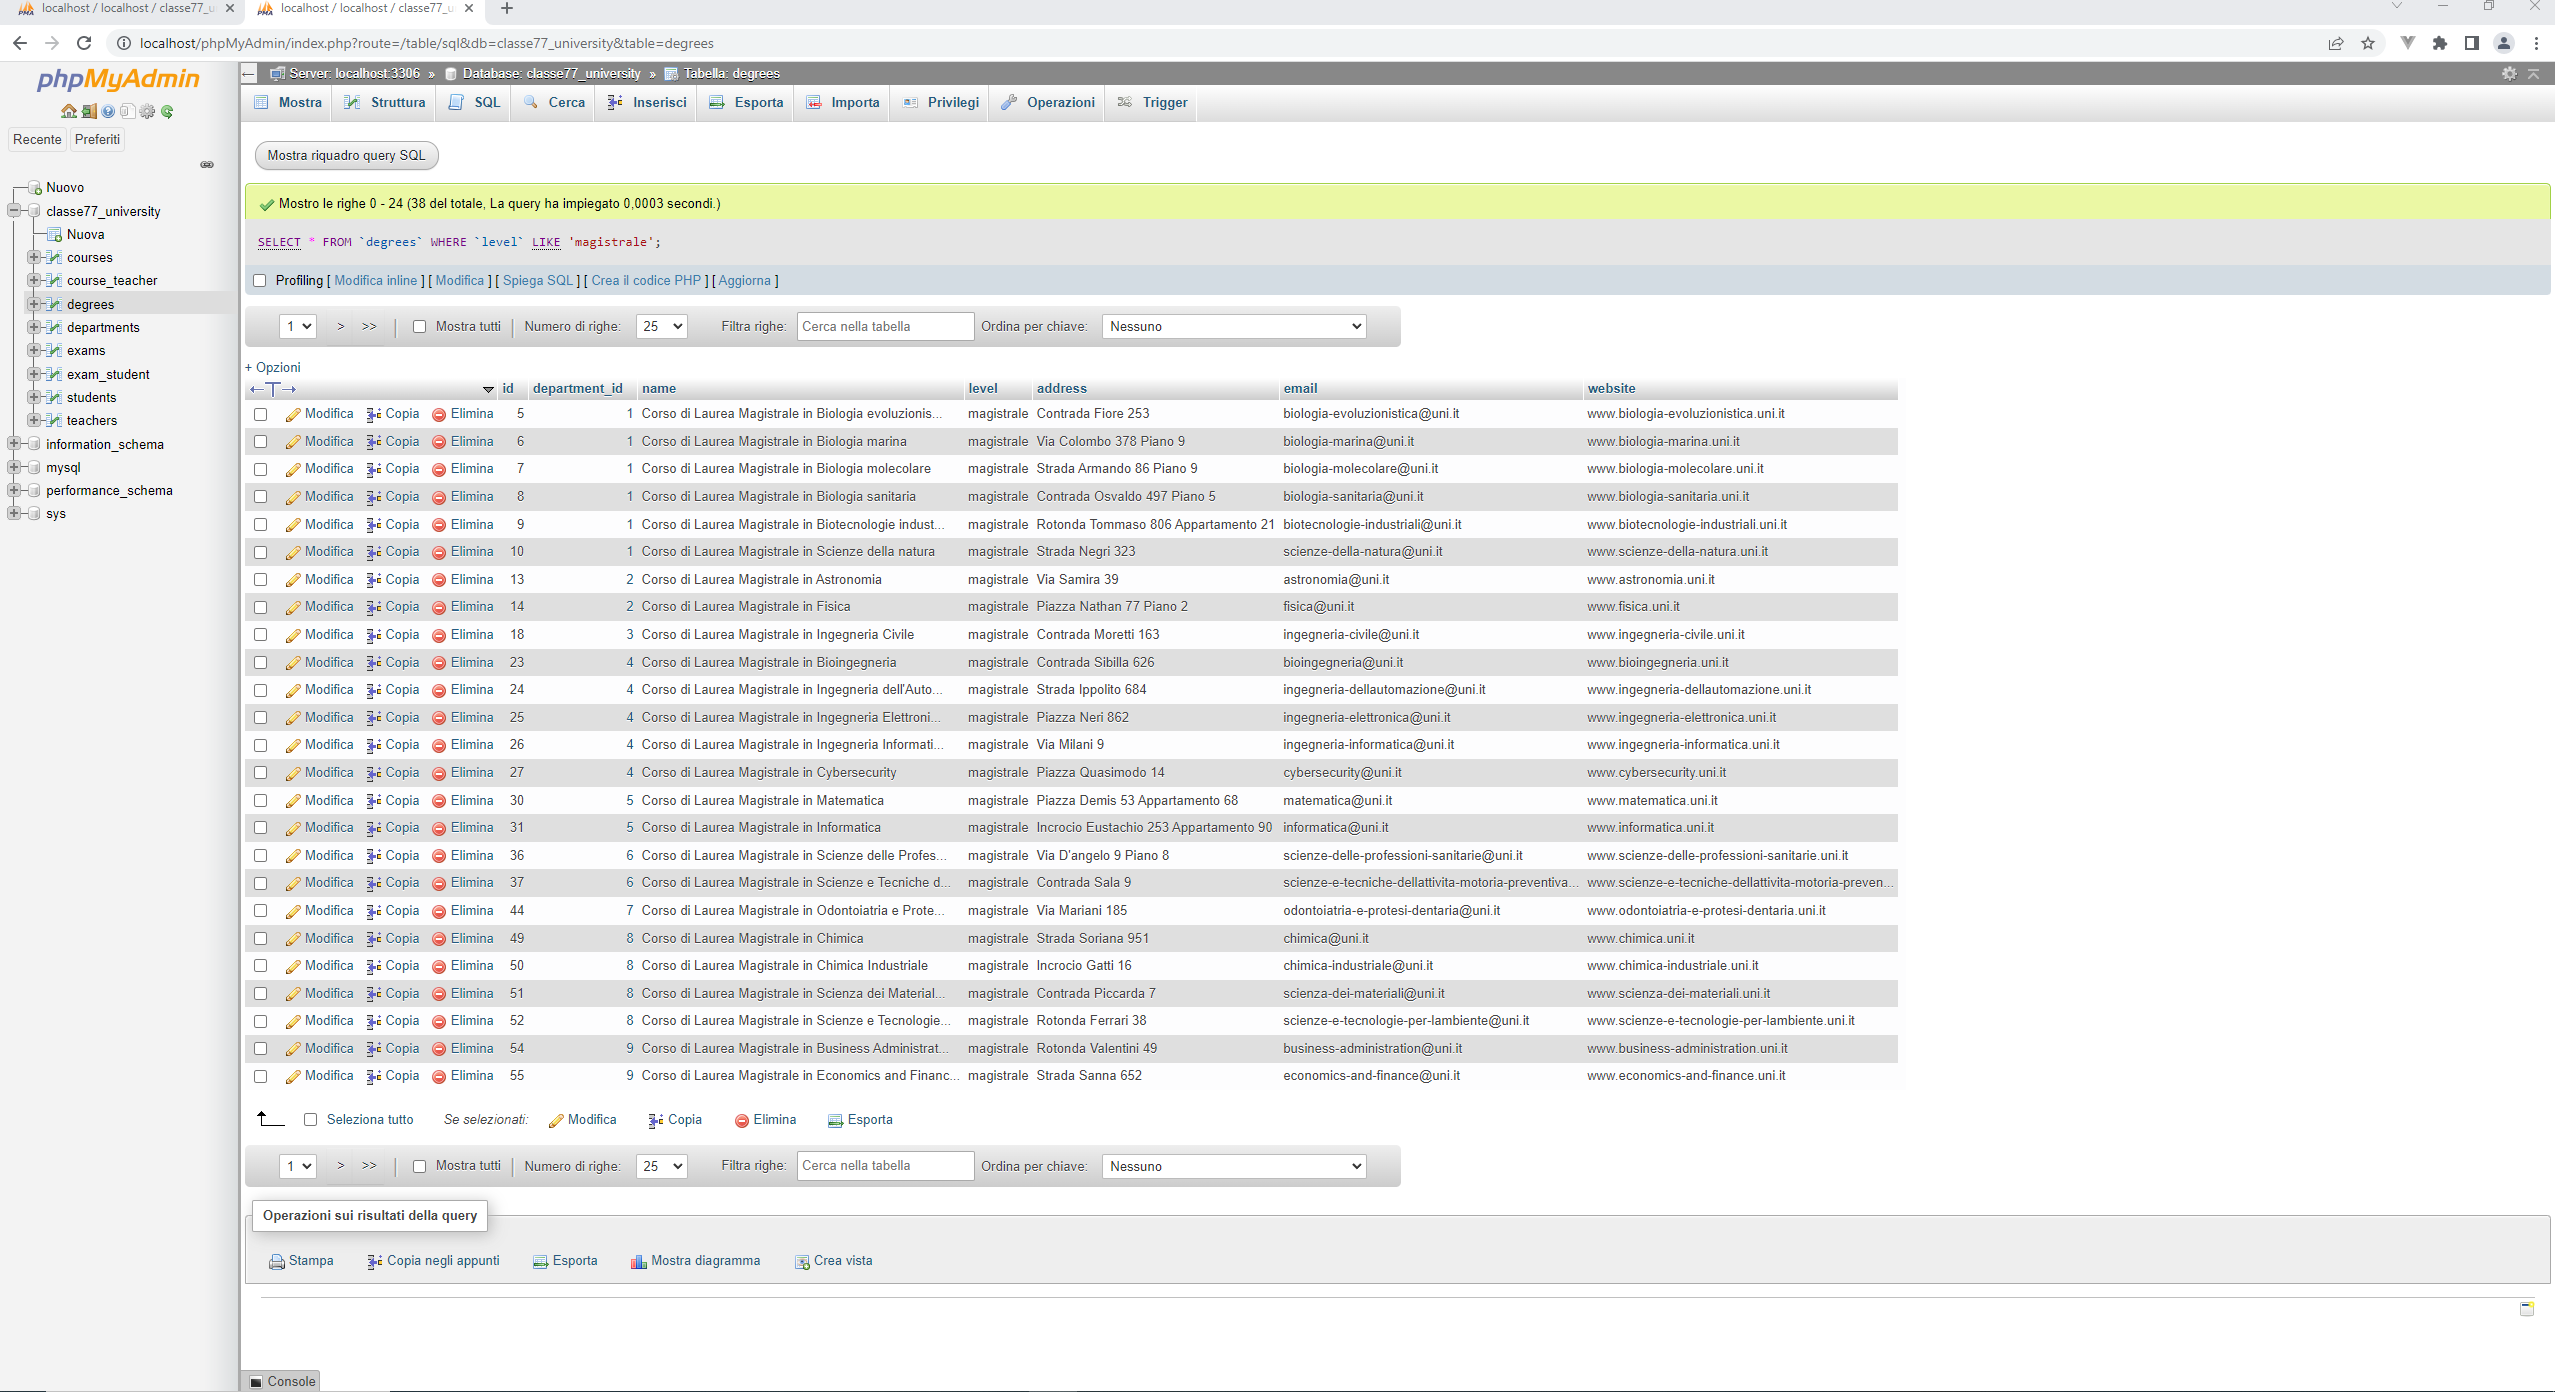 localhost / localhost / classe77_u
localhost / localhost / classe77_u
localhost/phpMyAdmin/index.php?route=/table/sql&db=classe77_university&table=degrees
phpMyAdmin
Recente Preferiti
Nuovo
classe77_university
Nuova
courses
course_teacher
degrees
departments
exams
exam_student
students
teachers
information_schema
mysql
performance_schema
sys
Server: localhost:3306 » Database: classe77_university » Tabella: degrees
Mostra Struttura SQL Cerca Inserisci Esporta Importa Privilegi Operazioni Trigger
Mostra riquadro query SQL
Mostro le righe 0 - 24 (38 del totale, La query ha impiegato 0,0003 secondi.)
SELECT * FROM `degrees` WHERE `level` LIKE 'magistrale';
Profiling [ Modifica inline ] [ Modifica ] [ Spiega SQL ] [ Crea il codice PHP ] [ Aggiorna ]
1 > >> | Mostra tutti | Numero di righe: 25 Filtra righe: Cerca nella tabella Ordina per chiave: Nessuno
+ Opzioni
←T→ id department_id name level address email website
Modifica Copia Elimina 5 1 Corso di Laurea Magistrale in Biologia evoluzionis... magistrale Contrada Fiore 253 biologia-evoluzionistica@uni.it www.biologia-evoluzionistica.uni.it
Modifica Copia Elimina 6 1 Corso di Laurea Magistrale in Biologia marina magistrale Via Colombo 378 Piano 9 biologia-marina@uni.it www.biologia-marina.uni.it
Modifica Copia Elimina 7 1 Corso di Laurea Magistrale in Biologia molecolare magistrale Strada Armando 86 Piano 9 biologia-molecolare@uni.it www.biologia-molecolare.uni.it
Modifica Copia Elimina 8 1 Corso di Laurea Magistrale in Biologia sanitaria magistrale Contrada Osvaldo 497 Piano 5 biologia-sanitaria@uni.it www.biologia-sanitaria.uni.it
Modifica Copia Elimina 9 1 Corso di Laurea Magistrale in Biotecnologie indust... magistrale Rotonda Tommaso 806 Appartamento 21 biotecnologie-industriali@uni.it www.biotecnologie-industriali.uni.it
Modifica Copia Elimina 10 1 Corso di Laurea Magistrale in Scienze della natura magistrale Strada Negri 323 scienze-della-natura@uni.it www.scienze-della-natura.uni.it
Modifica Copia Elimina 13 2 Corso di Laurea Magistrale in Astronomia magistrale Via Samira 39 astronomia@uni.it www.astronomia.uni.it
Modifica Copia Elimina 14 2 Corso di Laurea Magistrale in Fisica magistrale Piazza Nathan 77 Piano 2 fisica@uni.it www.fisica.uni.it
Modifica Copia Elimina 18 3 Corso di Laurea Magistrale in Ingegneria Civile magistrale Contrada Moretti 163 ingegneria-civile@uni.it www.ingegneria-civile.uni.it
Modifica Copia Elimina 23 4 Corso di Laurea Magistrale in Bioingegneria magistrale Contrada Sibilla 626 bioingegneria@uni.it www.bioingegneria.uni.it
Modifica Copia Elimina 24 4 Corso di Laurea Magistrale in Ingegneria dell'Auto... magistrale Strada Ippolito 684 ingegneria-dellautomazione@uni.it www.ingegneria-dellautomazione.uni.it
Modifica Copia Elimina 25 4 Corso di Laurea Magistrale in Ingegneria Elettroni... magistrale Piazza Neri 862 ingegneria-elettronica@uni.it www.ingegneria-elettronica.uni.it
Modifica Copia Elimina 26 4 Corso di Laurea Magistrale in Ingegneria Informati... magistrale Via Milani 9 ingegneria-informatica@uni.it www.ingegneria-informatica.uni.it
Modifica Copia Elimina 27 4 Corso di Laurea Magistrale in Cybersecurity magistrale Piazza Quasimodo 14 cybersecurity@uni.it www.cybersecurity.uni.it
Modifica Copia Elimina 30 5 Corso di Laurea Magistrale in Matematica magistrale Piazza Demis 53 Appartamento 68 matematica@uni.it www.matematica.uni.it
Modifica Copia Elimina 31 5 Corso di Laurea Magistrale in Informatica magistrale Incrocio Eustachio 253 Appartamento 90 informatica@uni.it www.informatica.uni.it
Modifica Copia Elimina 36 6 Corso di Laurea Magistrale in Scienze delle Profes... magistrale Via D'angelo 9 Piano 8 scienze-delle-professioni-sanitarie@uni.it www.scienze-delle-professioni-sanitarie.uni.it
Modifica Copia Elimina 37 6 Corso di Laurea Magistrale in Scienze e Tecniche d... magistrale Contrada Sala 9 scienze-e-tecniche-dellattivita-motoria-preventiva... www.scienze-e-tecniche-dellattivita-motoria-preven...
Modifica Copia Elimina 44 7 Corso di Laurea Magistrale in Odontoiatria e Prote... magistrale Via Mariani 185 odontoiatria-e-protesi-dentaria@uni.it www.odontoiatria-e-protesi-dentaria.uni.it
Modifica Copia Elimina 49 8 Corso di Laurea Magistrale in Chimica magistrale Strada Soriana 951 chimica@uni.it www.chimica.uni.it
Modifica Copia Elimina 50 8 Corso di Laurea Magistrale in Chimica Industriale magistrale Incrocio Gatti 16 chimica-industriale@uni.it www.chimica-industriale.uni.it
Modifica Copia Elimina 51 8 Corso di Laurea Magistrale in Scienza dei Material... magistrale Contrada Piccarda 7 scienza-dei-materiali@uni.it www.scienza-dei-materiali.uni.it
Modifica Copia Elimina 52 8 Corso di Laurea Magistrale in Scienze e Tecnologie... magistrale Rotonda Ferrari 38 scienze-e-tecnologie-per-lambiente@uni.it www.scienze-e-tecnologie-per-lambiente.uni.it
Modifica Copia Elimina 54 9 Corso di Laurea Magistrale in Business Administrat... magistrale Rotonda Valentini 49 business-administration@uni.it www.business-administration.uni.it
Modifica Copia Elimina 55 9 Corso di Laurea Magistrale in Economics and Financ... magistrale Strada Sanna 652 economics-and-finance@uni.it www.economics-and-finance.uni.it
Seleziona tutto Se selezionati: Modifica Copia Elimina Esporta
1 > >> | Mostra tutti | Numero di righe: 25 Filtra righe: Cerca nella tabella Ordina per chiave: Nessuno
Operazioni sui risultati della query
Stampa Copia negli appunti Esporta Mostra diagramma Crea vista
Console